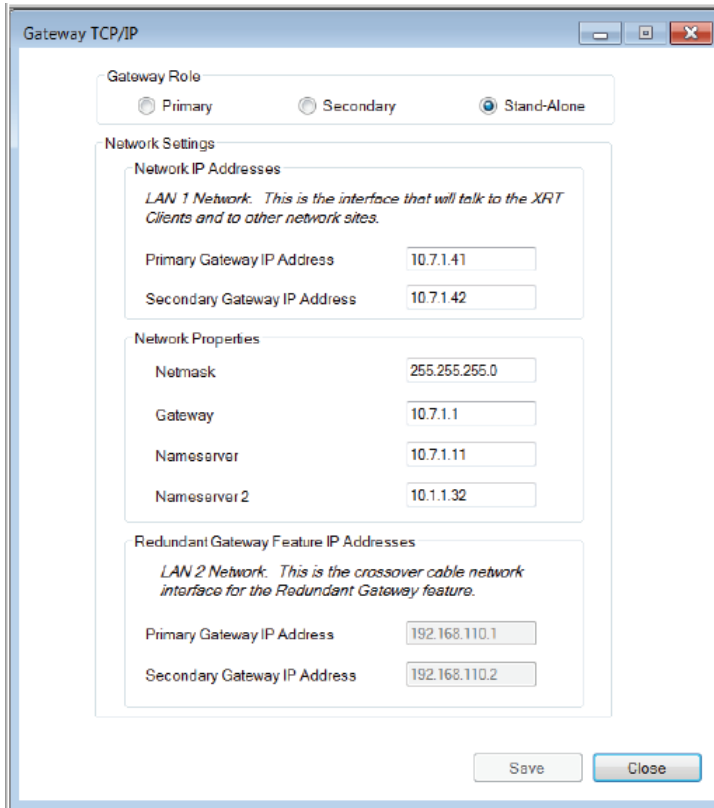 Gateway TCP/IP
Gateway Role
Primary Secondary Stand-Alone
Network Settings
Network IP Addresses
LAN 1 Network. This is the interface that will talk to the XRT
Clients and to other network sites.
Primary Gateway IP Address 10.7.1.41
Secondary Gateway IP Address 10.7.1.42
Network Properties
Netmask 255.255.255.0
Gateway 10.7.1.1
Nameserver 10.7.1.11
Nameserver 2 10.1.1.32
Redundant Gateway Feature IP Addresses
LAN 2 Network. This is the crossover cable network
interface for the Redundant Gateway feature.
Primary Gateway IP Address 192.168.110.1
Secondary Gateway IP Address 192.168.110.2
Save Close